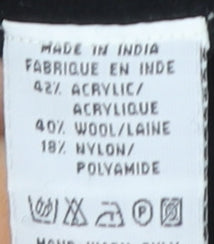 MADE IN INDIA
FABRIQUE EN INDE
42% ACRYLIC/
ACRYLIQUE
40% WOOL/LAINE
18% NYLON/
POLYAMIDE
P